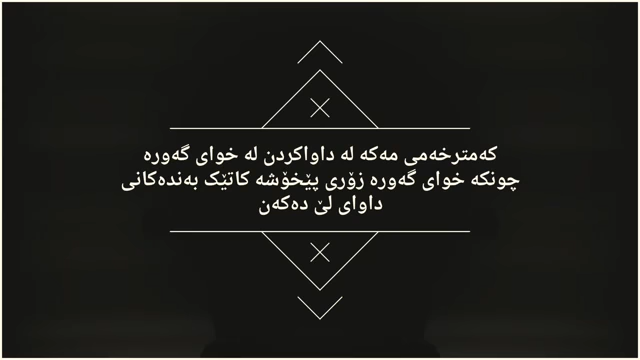 کەمترخەمی مەکە لە داواکردن لە خوای گەورە
چونکە خوای گەورە زۆری پێخۆشە کاتێک بەندەکانی
داوای لێ دەکەن